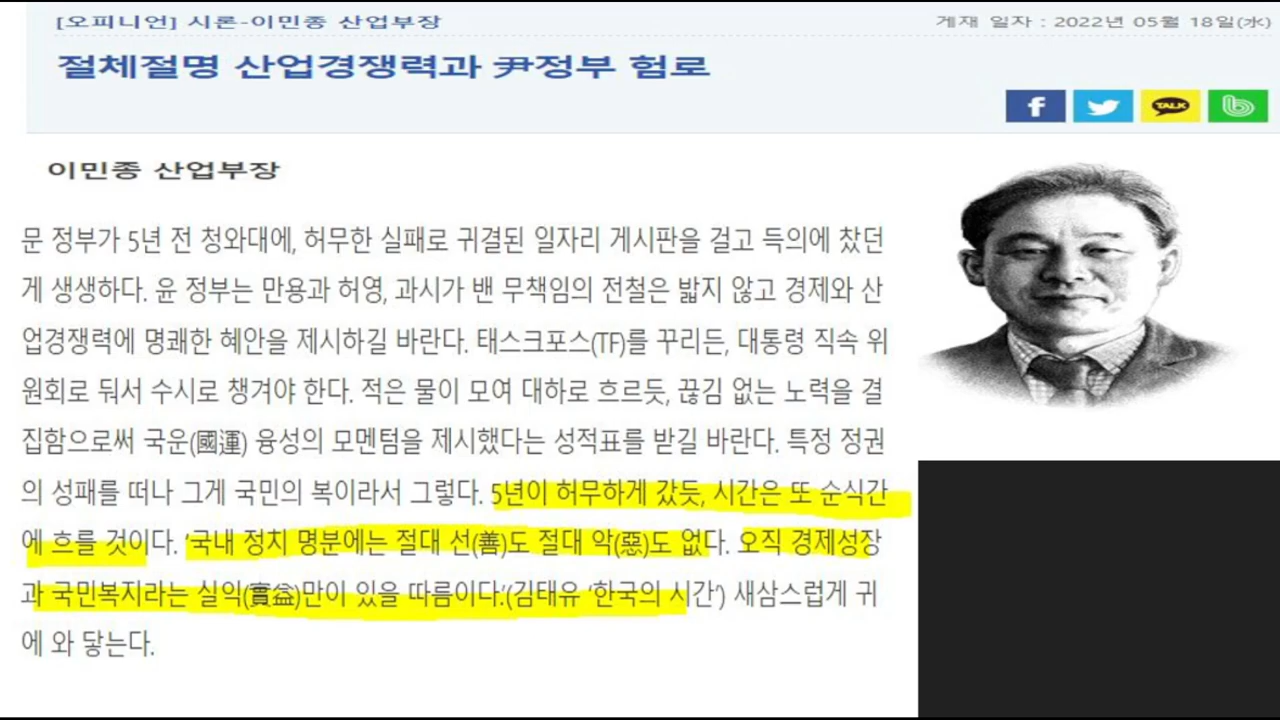 [오피니언] 시론-이민종 산업부장
게재 일자 : 2022년 05월 18일(水)
절체절명 산업경쟁력과 尹정부 험로
f
TALK
b
이민종 산업부장
문 정부가 5년 전 청와대에, 허무한 실패로 귀결된 일자리 게시판을 걸고 득의에 찼던
게 생생하다. 윤 정부는 만용과 허영, 과시가 밴 무책임의 전철은 밟지 않고 경제와 산
업경쟁력에 명쾌한 혜안을 제시하길 바란다. 태스크포스(TF)를 꾸리든, 대통령 직속 위
원회로 둬서 수시로 챙겨야 한다. 적은 물이 모여 대하로 흐르듯, 끊김 없는 노력을 결
집함으로써 국운(國運) 융성의 모멘텀을 제시했다는 성적표를 받길 바란다. 특정 정권
의 성패를 떠나 그게 국민의 복이라서 그렇다. 5년이 허무하게 갔듯, 시간은 또 순식간
에 흐를 것이다. ‘국내 정치 명분에는 절대 선(善)도 절대 악(惡)도 없다. 오직 경제성장
과 국민복지라는 실익(實益)만이 있을 따름이다.’(김태유 ‘한국의 시간’) 새삼스럽게 귀
에 와 닿는다.